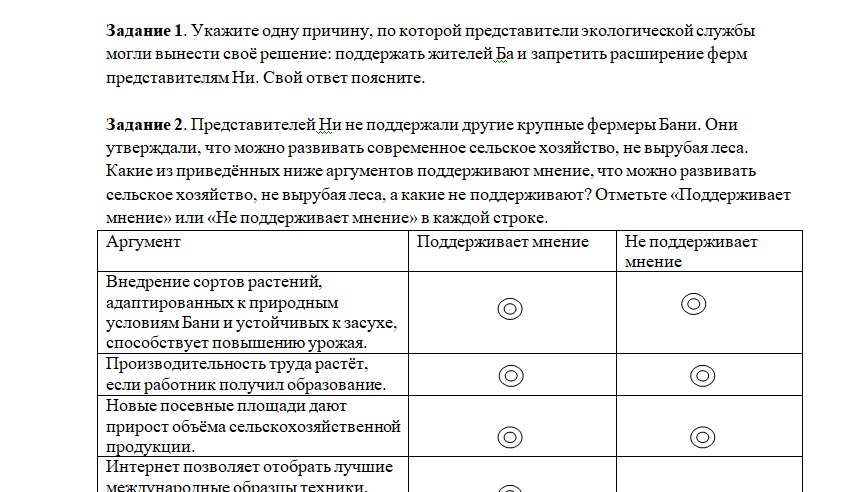 Задание 1. Укажите одну причину, по которой представители экологической службы
могли вынести своё решение: поддержать жителей Ба и запретить расширение ферм
представителям Ни. Свой ответ поясните.
Задание 2. Представителей Ни не поддержали другие крупные фермеры Бани. Они
утверждали, что можно развивать современное сельское хозяйство, не вырубая леса.
Какие из приведённых ниже аргументов поддерживают мнение, что можно развивать
сельское хозяйство, не вырубая леса, а какие не поддерживают? Отметьте «Поддерживает
мнение» или «Не поддерживает мнение» в каждой строке.
Аргумент
Поддерживает мнение
Не поддерживает
мнение
Внедрение сортов растений,
адаптированных к природным
условиям Бани и устойчивых к засухе,
способствует повышению урожая.
Производительность труда растёт,
если работник получил образование.
Новые посевные площади дают
прирост объёма сельскохозяйственной
продукции.
Интернет позволяет отобрать лучшие
международные образцы техники,